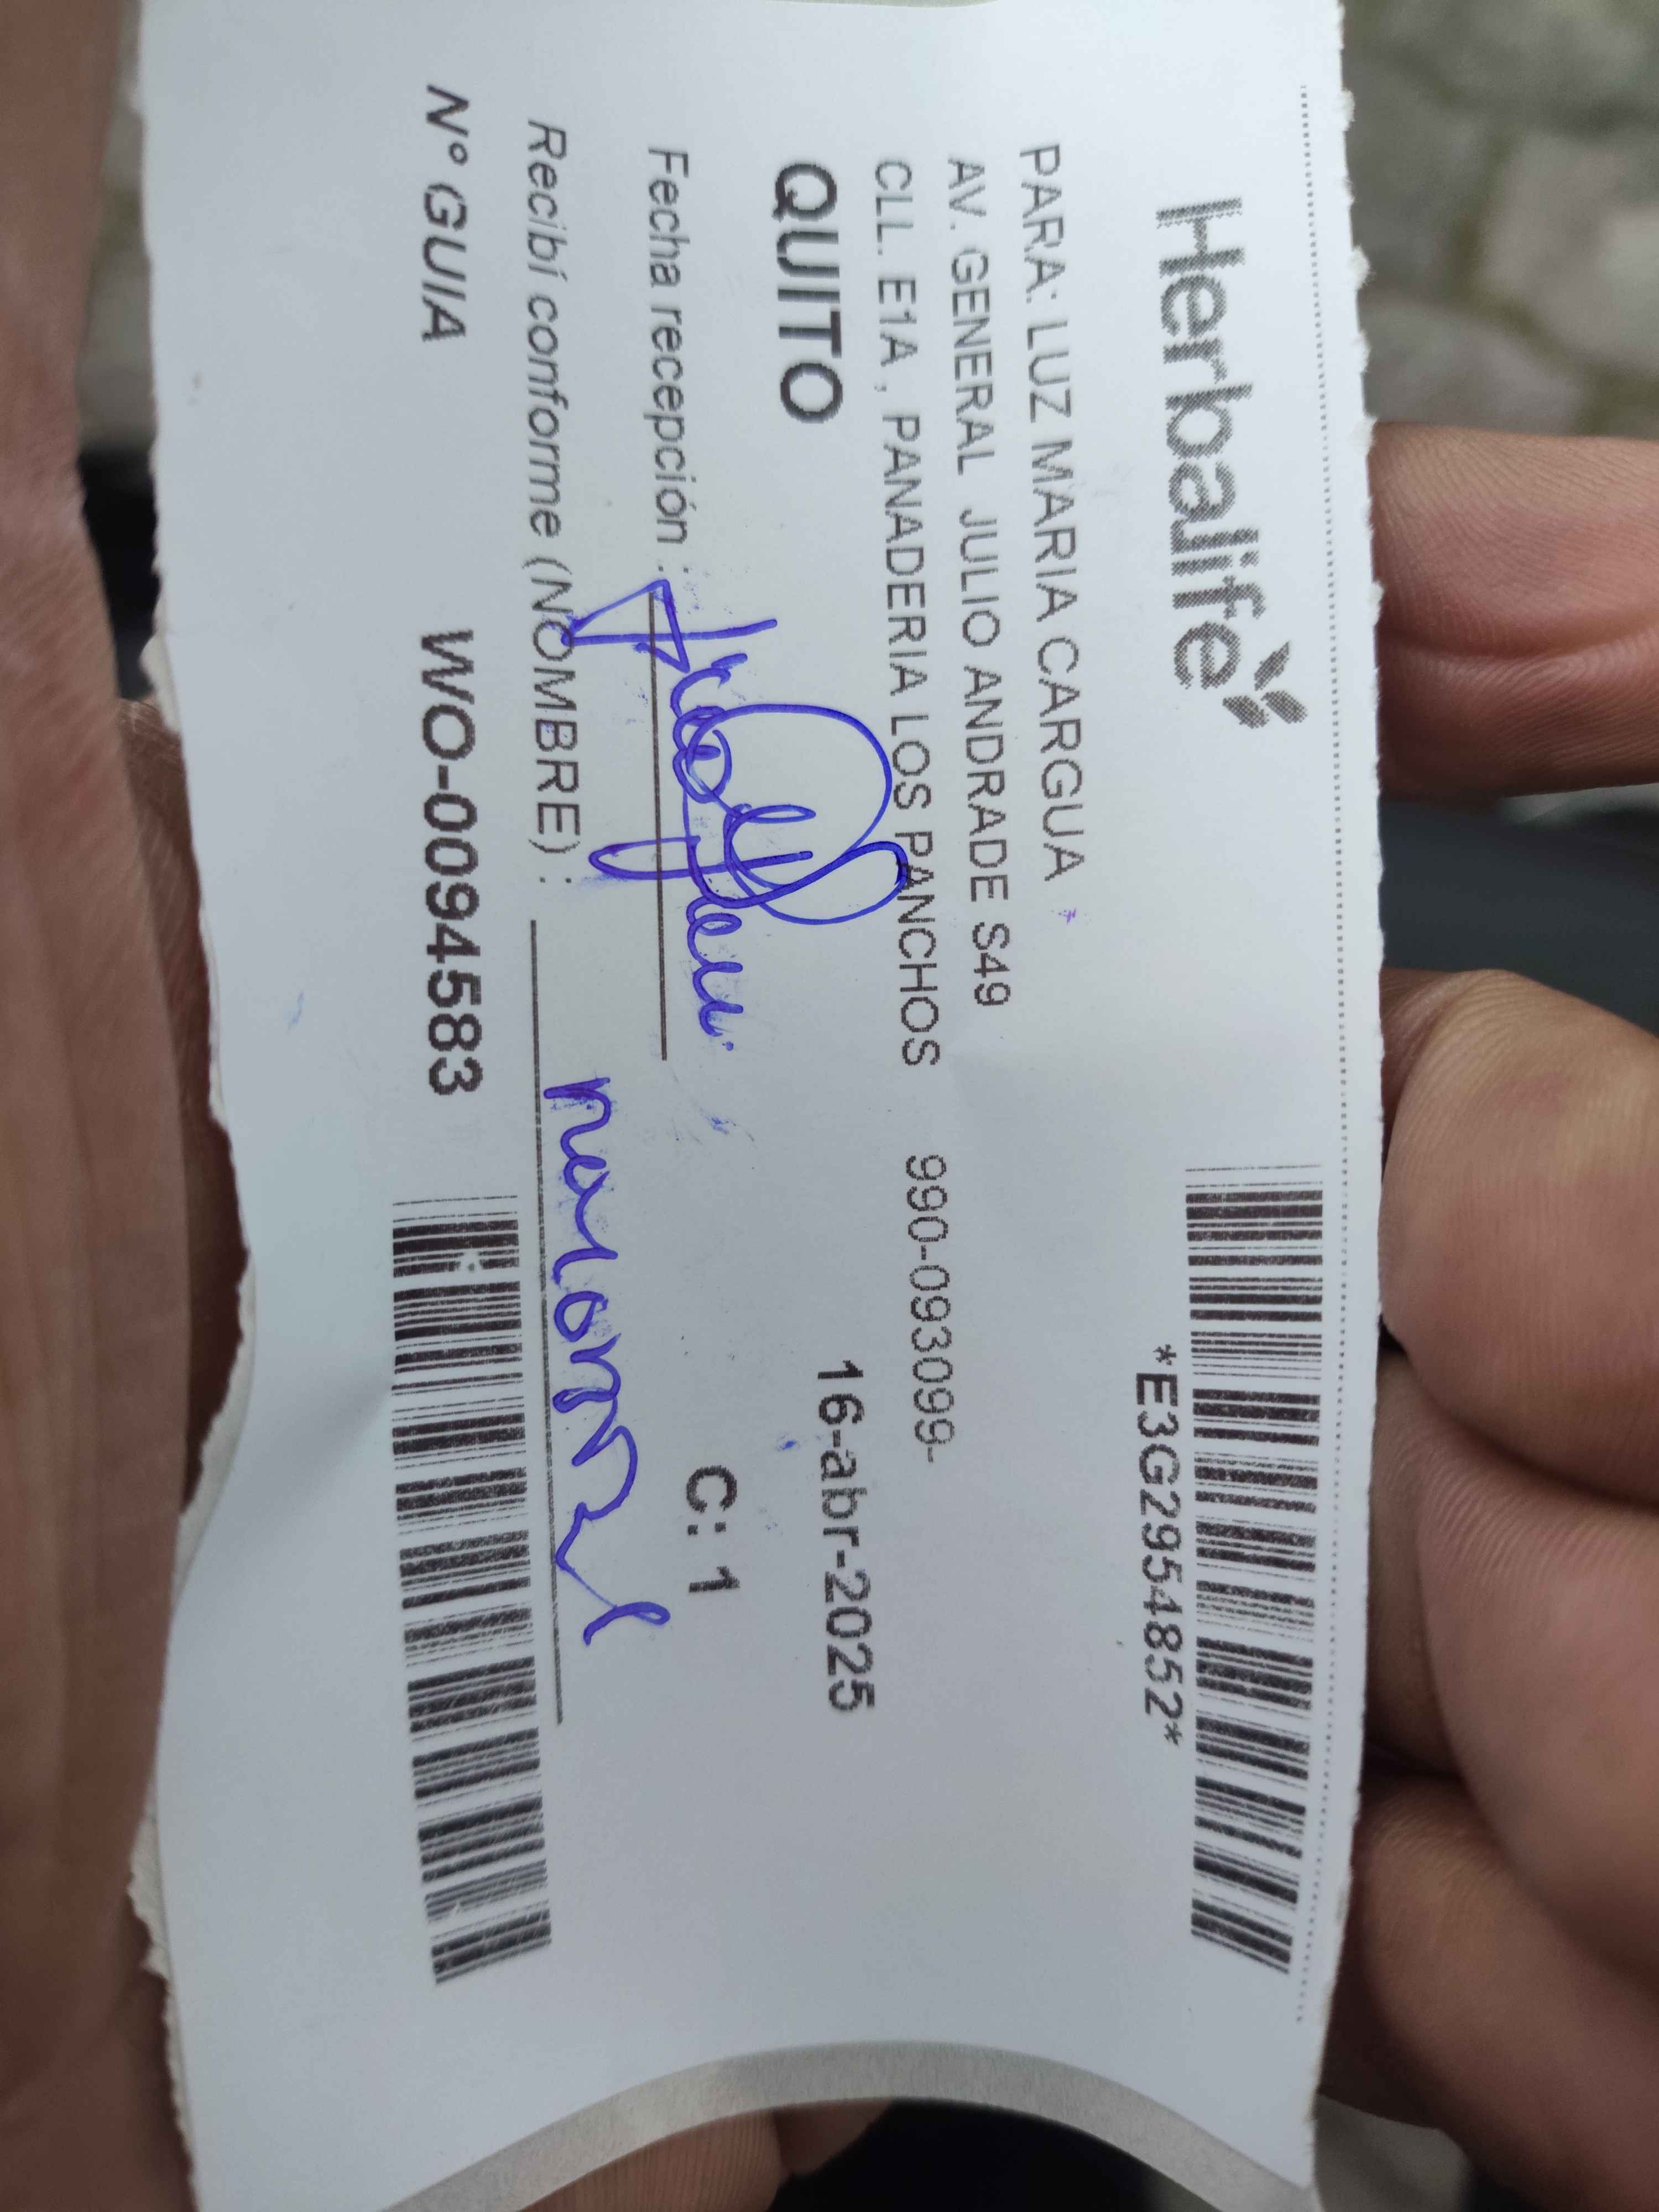 Herbalife
*E3G2954852*
PARA: LUZ MARIA CARGUA
AV. GENERAL JULIO ANDRADE S49
CLL. E1A , PANADERIA LOS PANCHOS 990-093099-
QUITO 16-abr-2025
Fecha recepción : C: 1
Recibí conforme (NOMBRE) :
N° GUIA WO-0094583